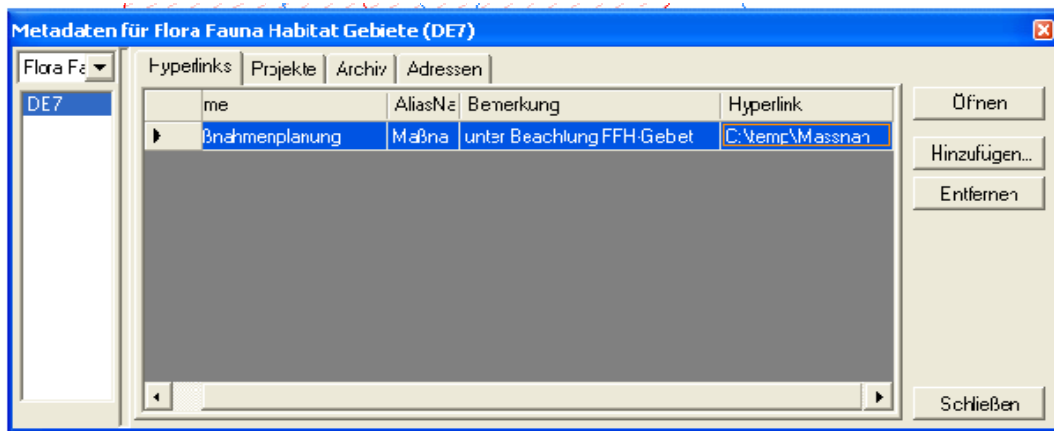 Metadaten für Flora Fauna Habitat Gebiete (DE7)
Flora Fa
Hyperlinks Projekte Archiv Adressen
DE7
me AliasNa Bemerkung Hyperlink
ßnahmenplanung Maßna unter Beachtung FFH-Gebiet C:\temp\Massnan
Öfnen
Hinzufügen...
Entfernen
Schließen